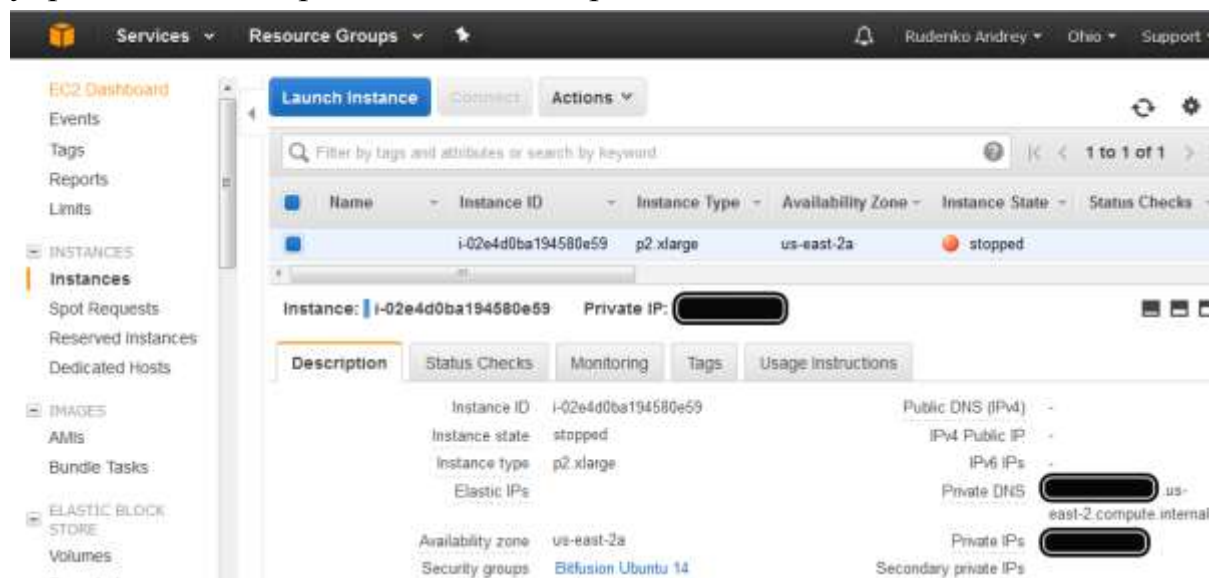 Services Resource Groups Rudenko Andrey Ohio Support
EC2 Dashboard
Events
Tags
Reports
Limits
INSTANCES
Instances
Spot Requests
Reserved Instances
Dedicated Hosts
IMAGES
AMIs
Bundle Tasks
ELASTIC BLOCK
STORE
Volumes
Launch Instance Connect Actions
Filter by tags and attributes or search by keyword 1 to 1 of 1
Name Instance ID Instance Type Availability Zone Instance State Status Checks
i-02e4d0ba194580e59 p2.xlarge us-east-2a stopped
Instance: i-02e4d0ba194580e59 Private IP:
Description Status Checks Monitoring Tags Usage Instructions
Instance ID i-02e4d0ba194580e59 Public DNS (IPv4) -
Instance state stopped IPv4 Public IP -
Instance type p2.xlarge IPv6 IPs -
Elastic IPs Private DNS .us-
east-2.compute.internal
Availability zone us-east-2a Private IPs
Security groups Bitfusion Ubuntu 14 Secondary private IPs